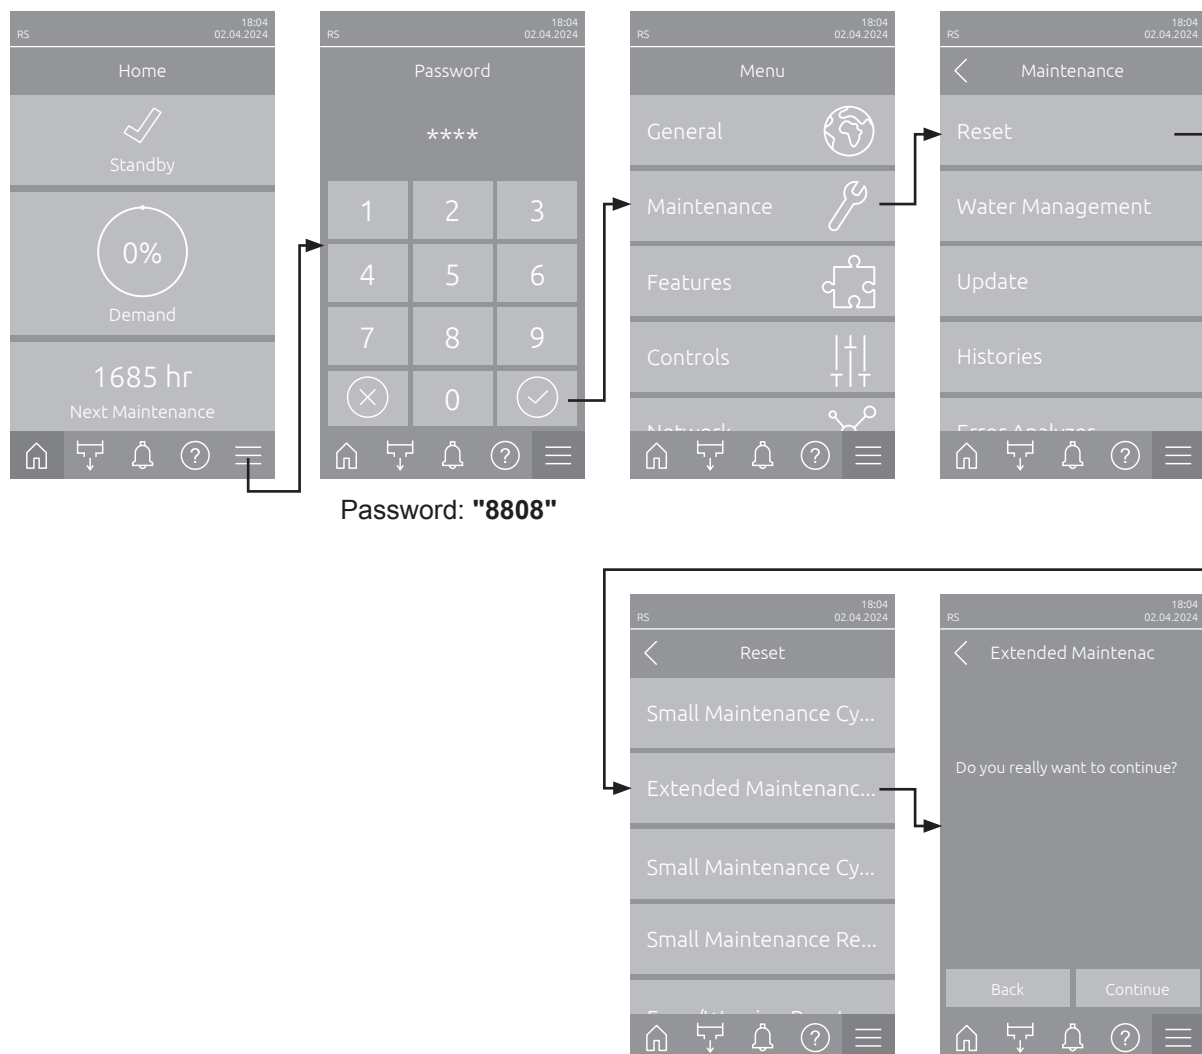 18:04
RS 02.04.2024
Home
Standby
0%
Demand
1685 hr
Next Maintenance
18:04
RS 02.04.2024
Password
****
1 2 3
4 5 6
7 8 9
0
?
Password: "8808"
18:04
RS 02.04.2024
Menu
General
Maintenance
Features
Controls
Network
?
18:04
RS 02.04.2024
Maintenance
Reset
Water Management
Update
Histories
Error Analyzer
?
18:04
RS 02.04.2024
Reset
Small Maintenance Cy...
Extended Maintenanc...
Small Maintenance Cy...
Small Maintenance Re...
?
18:04
RS 02.04.2024
Extended Maintenac
Do you really want to continue?
Back Continue
?